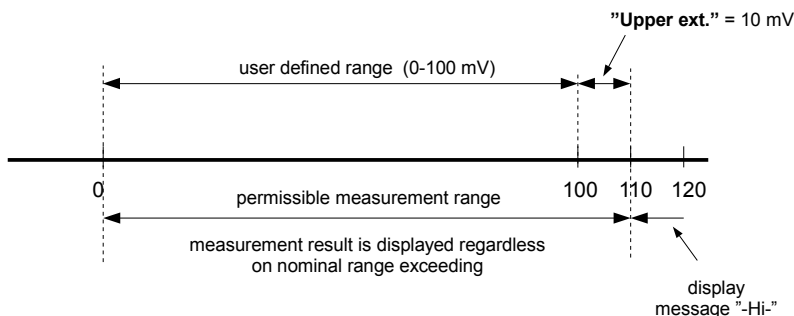 "Upper ext." = 10 mV
user defined range (0-100 mV)
0
100
110
120
permissible measurement range
measurement result is displayed regardless
on nominal range exceeding
display
message "-Hi-"